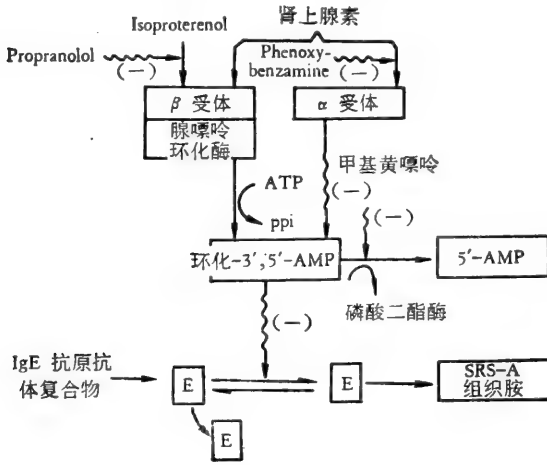 肾上腺素
Isoproterenol
Propranolol
(—)
Phenoxy-
benzamine
(—)
β 受体
腺嘌呤
环化酶
α 受体
ATP
ppi
甲基黄嘌呤
(—)
(—)
环化-3′,5′-AMP
5′-AMP
磷酸二酯酶
(—)
IgE 抗原抗
体复合物
E
E
E
SRS-A
组织胺